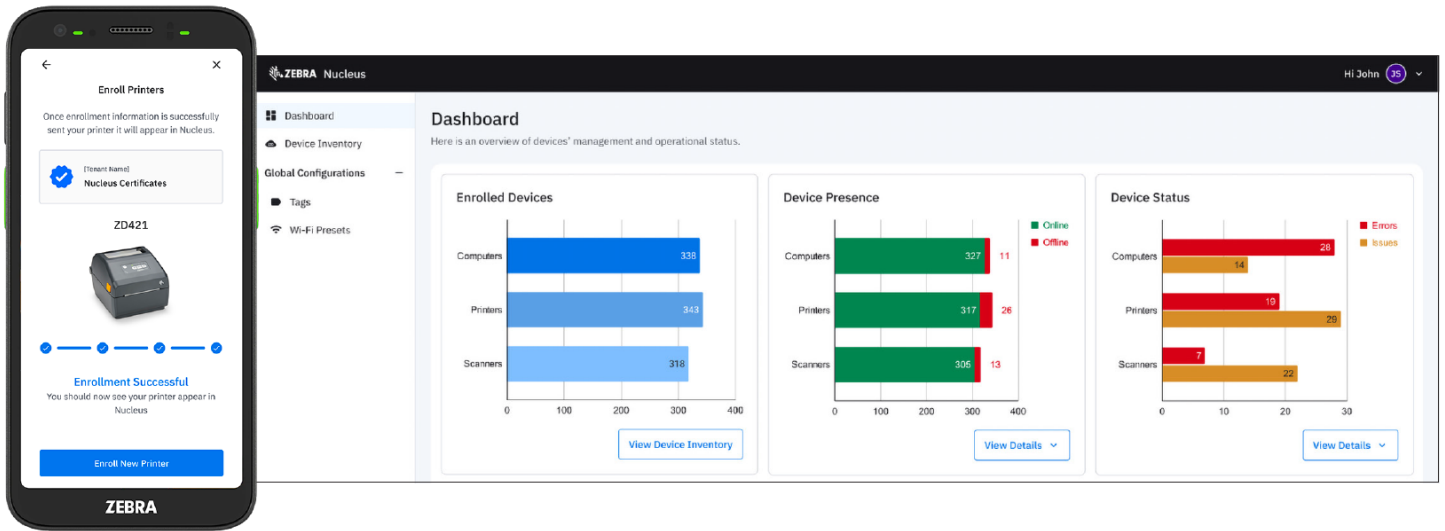 Enroll Printers
Once enrollment information is successfully
sent your printer it will appear in Nucleus.
[Tenant Name]
Nucleus Certificates
ZD421
Enrollment Successful
You should now see your printer appear in
Nucleus
Enroll New Printer
ZEBRA
ZEBRA Nucleus
Hi John JS
Dashboard
Device Inventory
Global Configurations
Tags
Wi-Fi Presets
Dashboard
Here is an overview of devices' management and operational status.
Enrolled Devices
Computers 338
Printers 343
Scanners 318
0 100 200 300 400
View Device Inventory
Device Presence
Online
Offline
Computers 327 11
Printers 317 26
Scanners 305 13
0 100 200 300 400
View Details
Device Status
Errors
Issues
Computers 28
14
Printers 19
29
Scanners 7
22
0 10 20 30
View Details